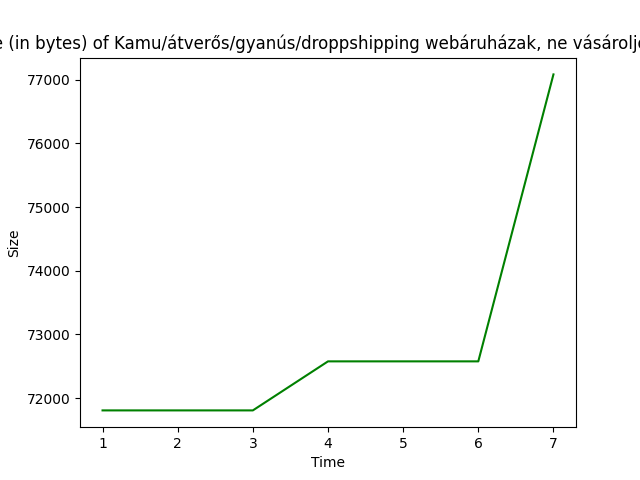 (in bytes) of Kamu/átverős/gyanús/droppshipping webáruházak, ne
77000
76000
75000
74000
73000
72000
Size
1 2 3 4 5 6 7
Time